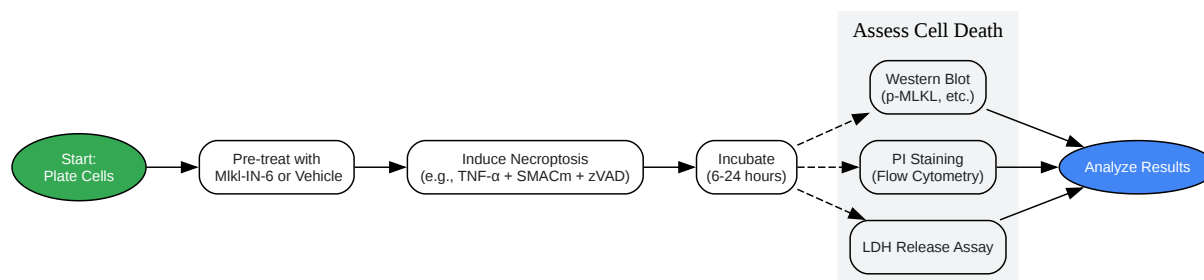 Start:
Plate Cells
Pre-treat with
Mlkl-IN-6 or Vehicle
Induce Necroptosis
(e.g., TNF-α + SMACm + zVAD)
Incubate
(6-24 hours)
Assess Cell Death
Western Blot
(p-MLKL, etc.)
PI Staining
(Flow Cytometry)
LDH Release Assay
Analyze Results